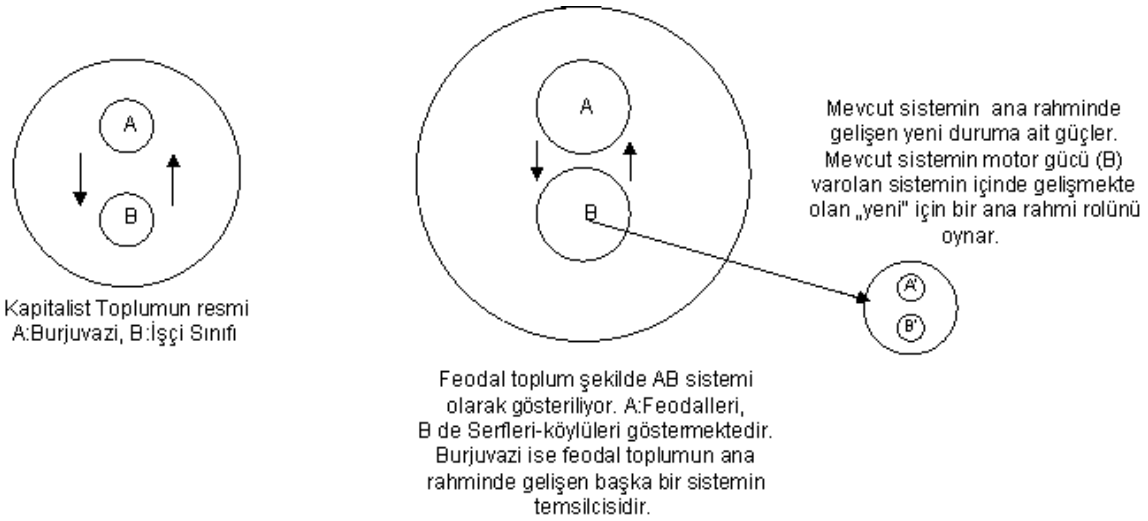 A
B
Kapitalist Toplumun resmi
A:Burjuvazi, B:İşçi Sınıfı
A
B
Feodal toplum şekilde AB sistemi
olarak gösteriliyor. A:Feodalleri,
B de Serfleri-köylüleri göstermektedir.
Burjuvazi ise feodal toplumun ana
rahminde gelişen başka bir sistemin
temsilcisidir.
Mevcut sistemin ana rahminde
gelişen yeni duruma ait güçler.
Mevcut sistemin motor gücü (B)
varolan sistemin içinde gelişmekte
olan „yeni" için bir ana rahmi rolünü
oynar.
A'
B'